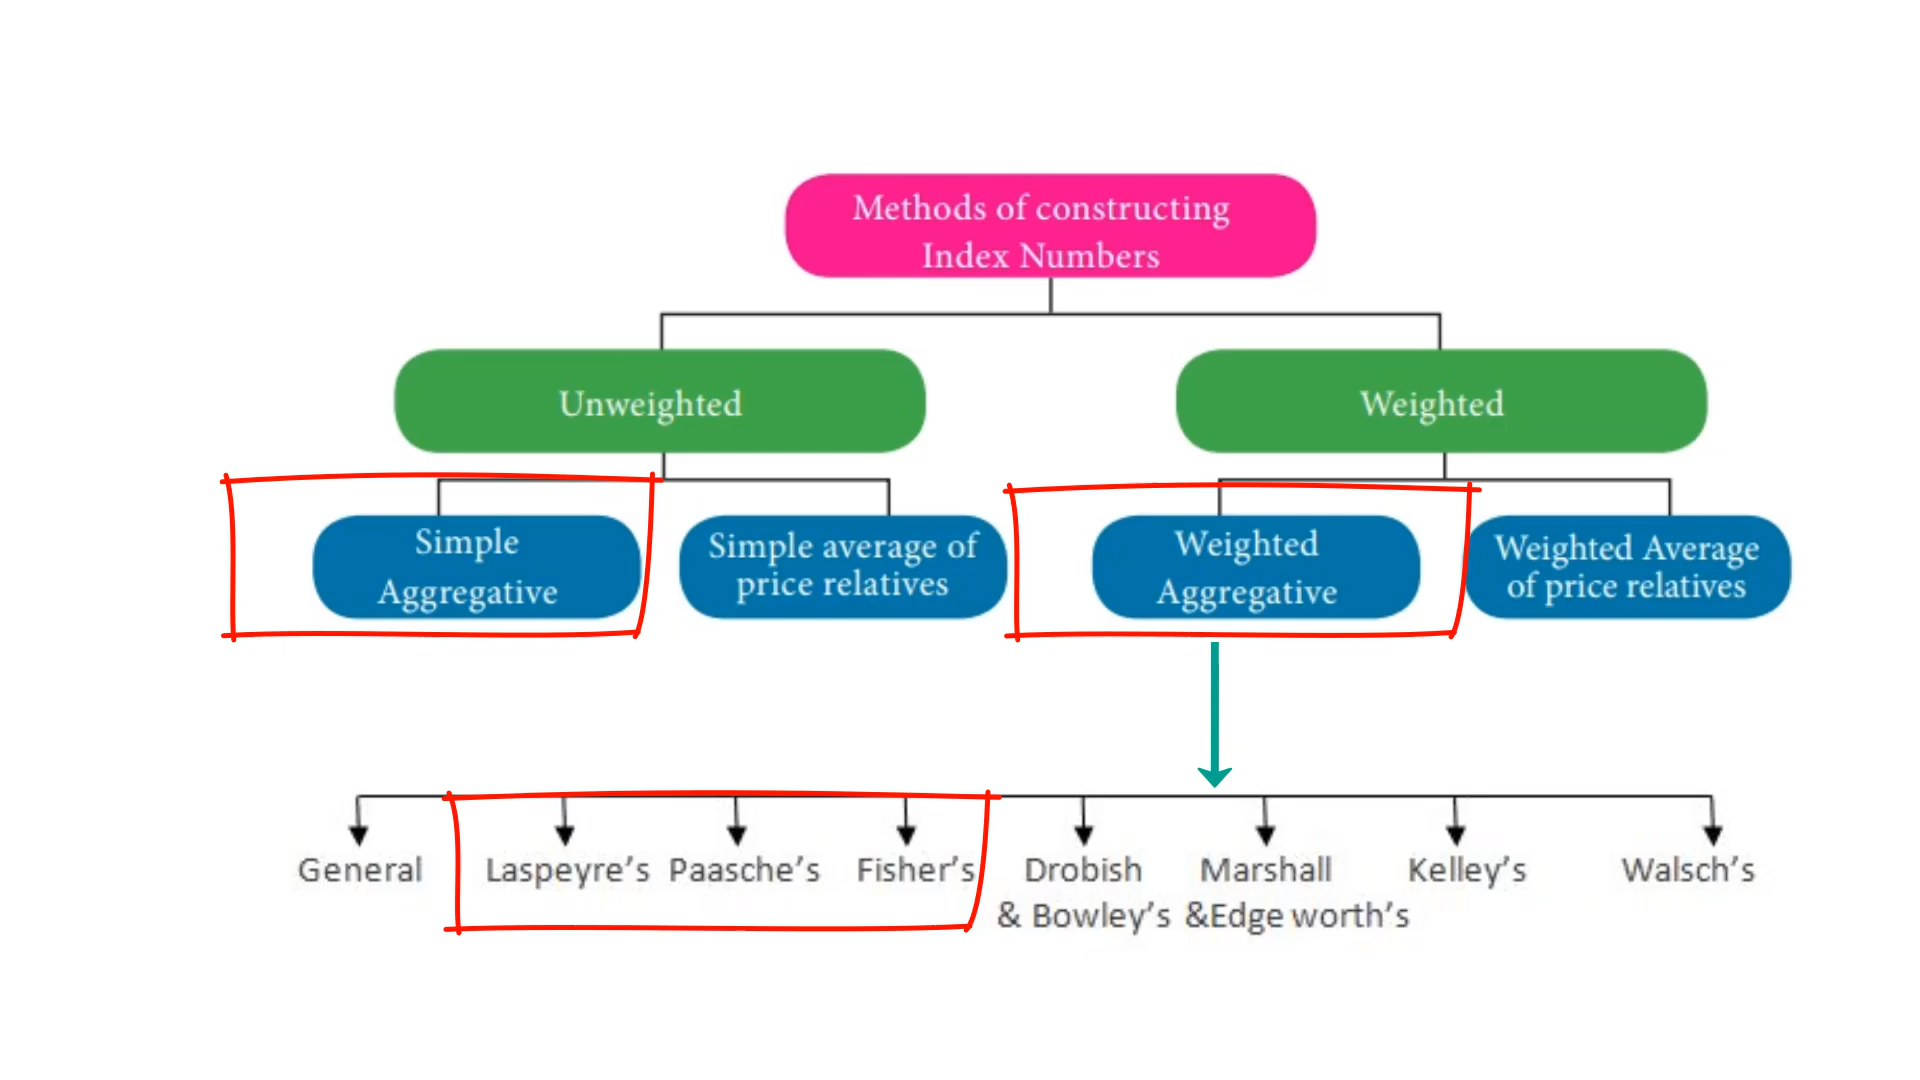 Methods of constructing
Index Numbers
Unweighted
Weighted
Simple
Aggregative
Simple average of
price relatives
Weighted
Aggregative
Weighted Average
of price relatives
General
Laspeyre’s
Paasche’s
Fisher’s
Drobish
& Bowley’s
Marshall
&Edge worth’s
Kelley’s
Walsch’s